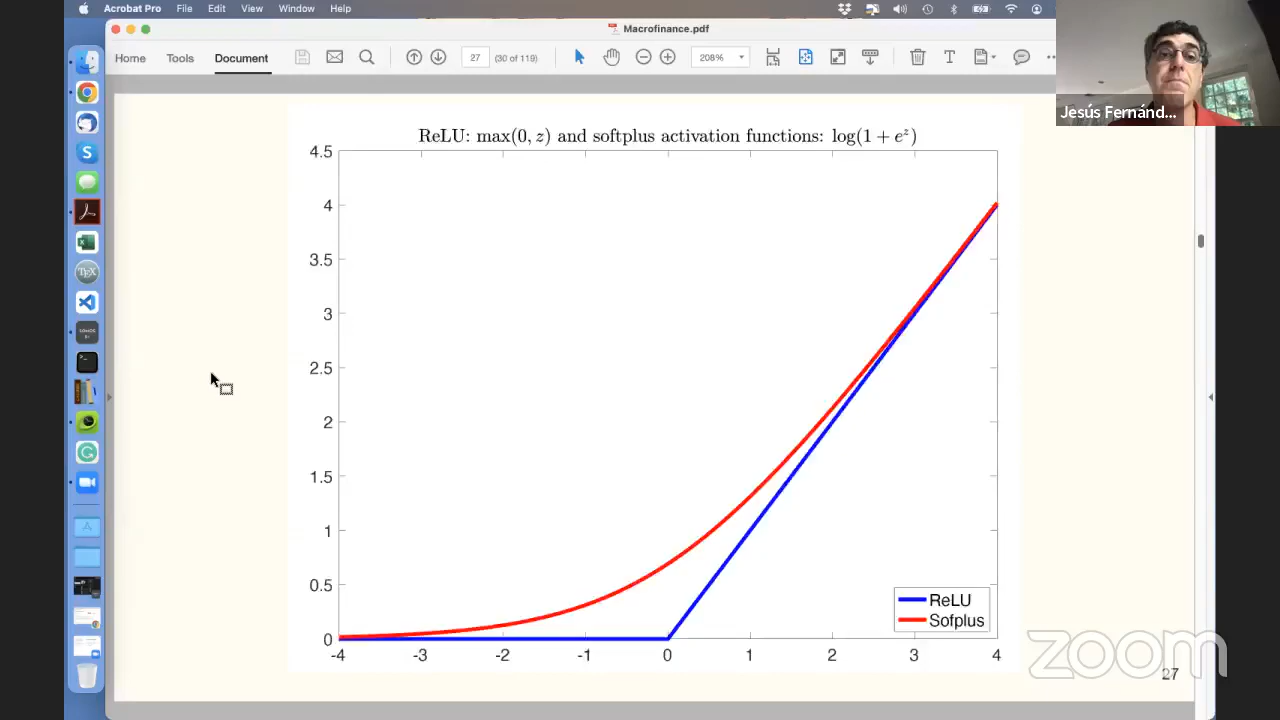 Acrobat Pro File Edit View Window Help
Macrofinance.pdf
Home Tools Document 27 (30 of 119) 208%
Jesús Fernánd...
ReLU: max(0, z) and softplus activation functions: log(1 + e^z)
4.5
4
3.5
3
2.5
2
1.5
1
0.5
0
-4 -3 -2 -1 0 1 2 3 4
ReLU
Sofplus
zoom
27